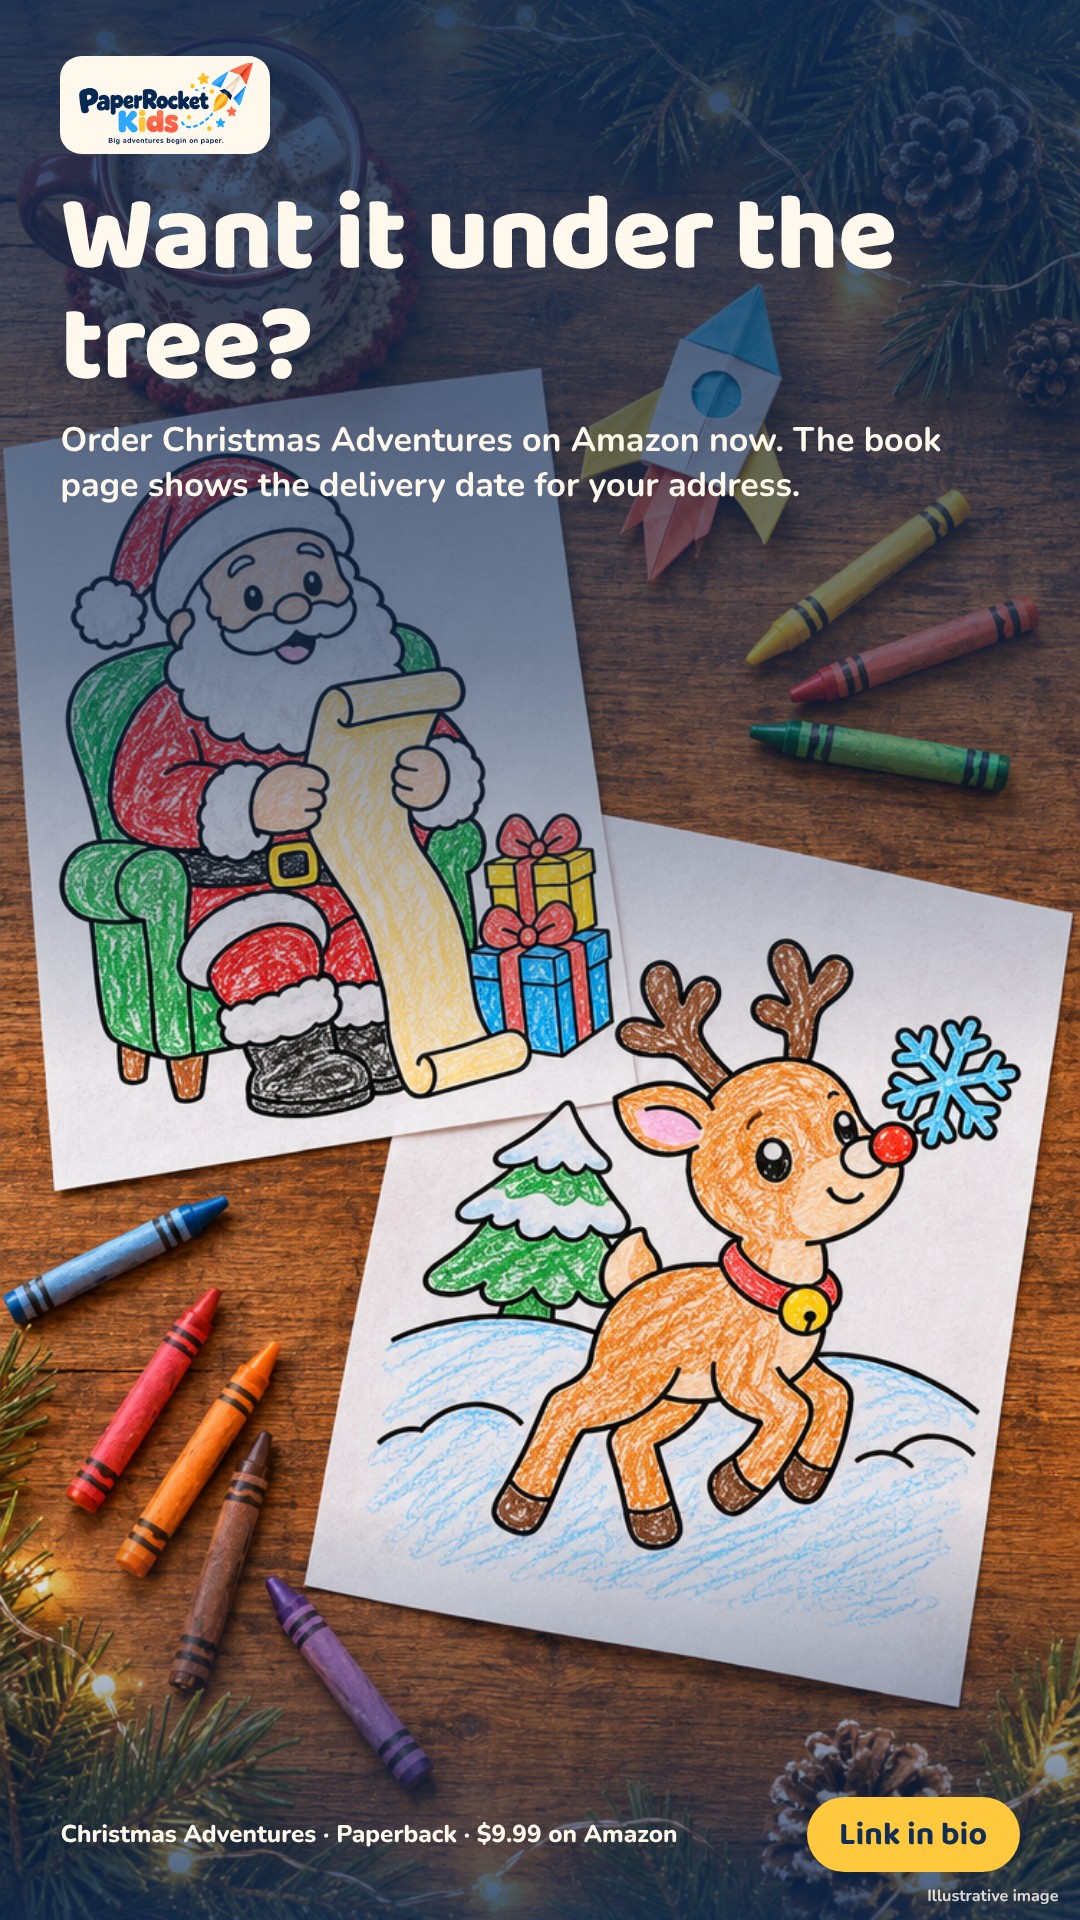 PaperRocket
Kids
Big adventures begin on paper.
Want it under the
tree?
Order Christmas Adventures on Amazon now. The book
page shows the delivery date for your address.
Christmas Adventures · Paperback · $9.99 on Amazon
Link in bio
Illustrative image